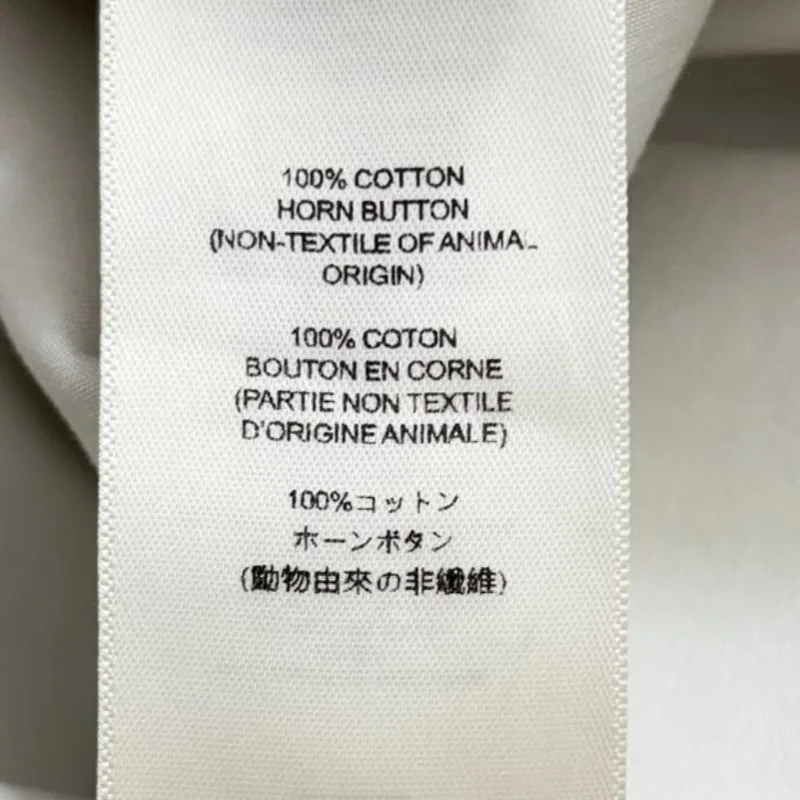 100% COTTON
HORN BUTTON
(NON-TEXTILE OF ANIMAL
ORIGIN)
100% COTON
BOUTON EN CORNE
(PARTIE NON TEXTILE
D'ORIGINE ANIMALE)
100%コットン
ホーンボタン
(動物由來の非纖維)